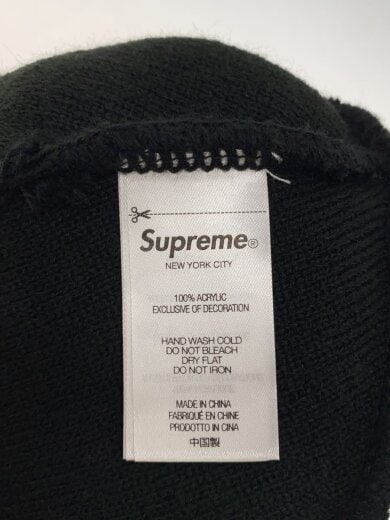 Supreme®
NEW YORK CITY
100% ACRYLIC
EXCLUSIVE OF DECORATION
HAND WASH COLD
DO NOT BLEACH
DRY FLAT
DO NOT IRON
MADE IN CHINA
FABRIQUÉ EN CHINE
PRODOTTO IN CINA
中国製